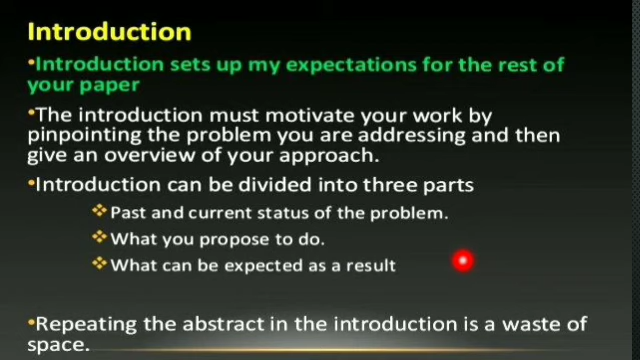 Introduction
•Introduction sets up my expectations for the rest of
your paper
•The introduction must motivate your work by
pinpointing the problem you are addressing and then
give an overview of your approach.
•Introduction can be divided into three parts
❖Past and current status of the problem.
❖What you propose to do.
❖What can be expected as a result
•Repeating the abstract in the introduction is a waste of
space.